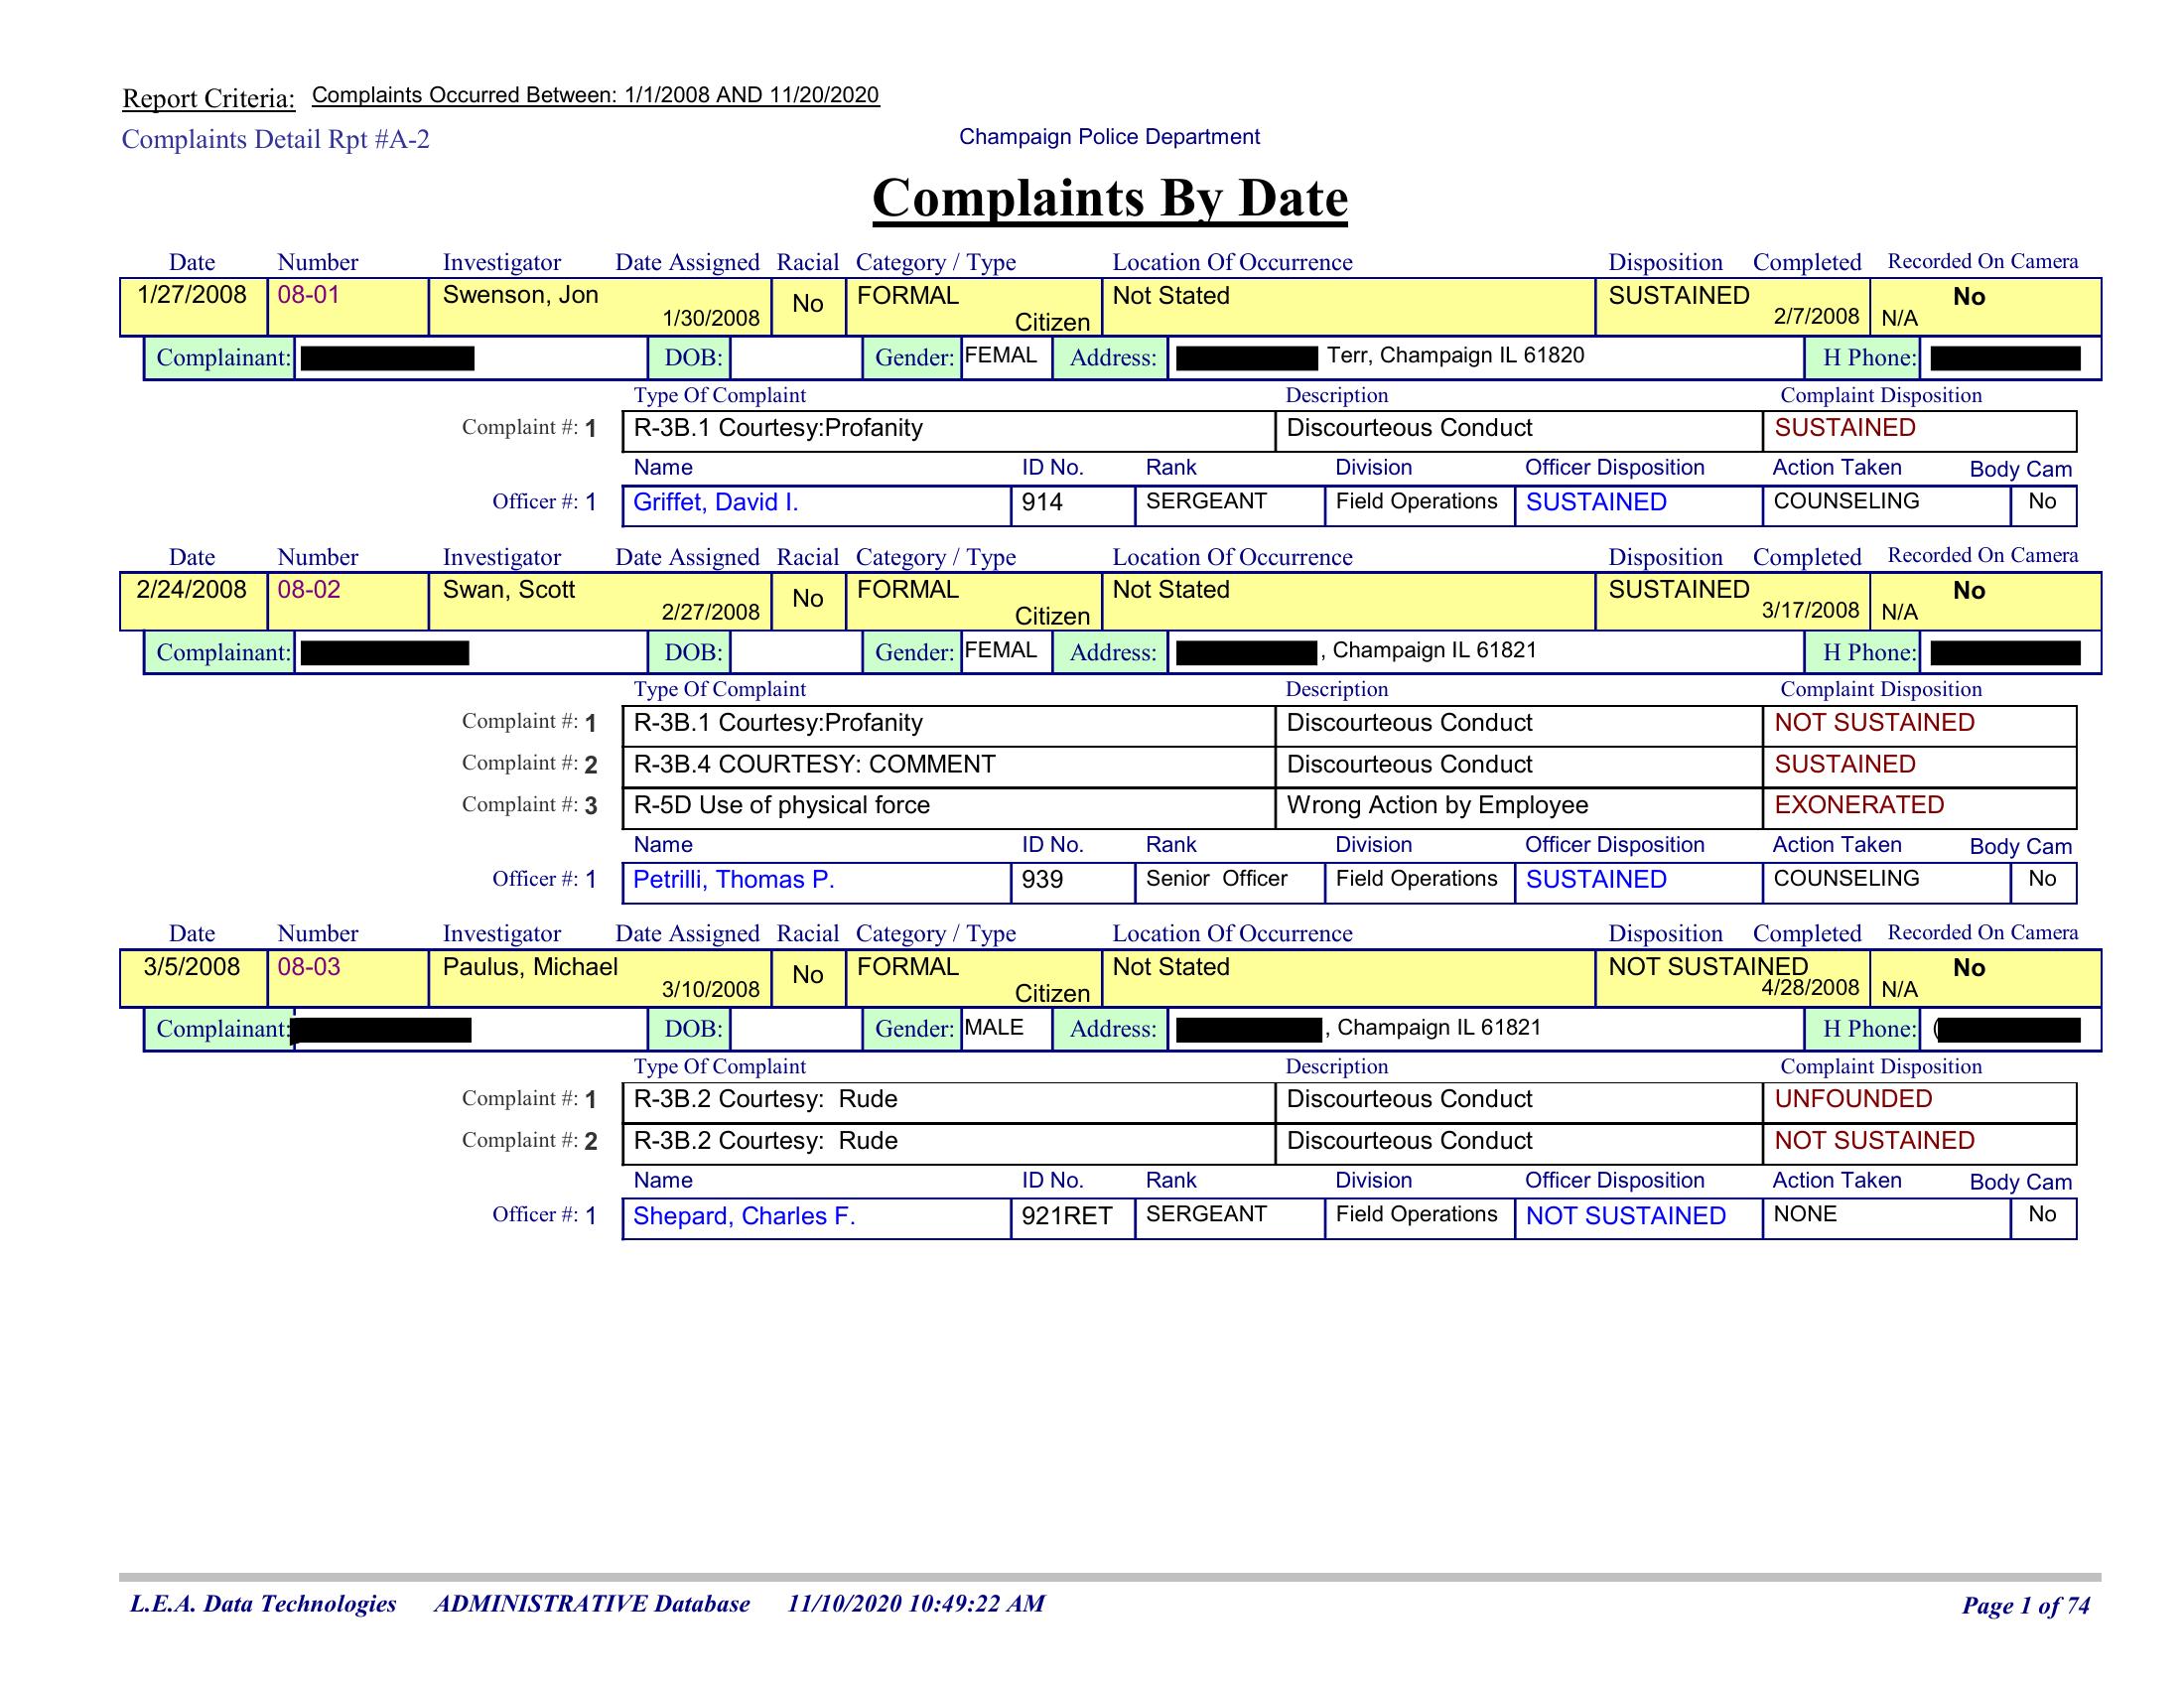 Report Criteria: Complaints Occurred Between: 1/1/2008 AND 11/20/2020
Complaints Detail Rpt #A-2 Champaign Police Department
Complaints By Date
Date Number Investigator Date Assigned Racial Category / Type Location Of Occurrence Disposition Completed Recorded On Camera
1/27/2008 08-01 Swenson, Jon 1/30/2008 No FORMAL Citizen Not Stated SUSTAINED 2/7/2008 No N/A
Complainant: DOB: Gender: FEMAL Address: Terr, Champaign IL 61820 H Phone:
Type Of Complaint Description Complaint Disposition
Complaint #: 1 R-3B.1 Courtesy:Profanity Discourteous Conduct SUSTAINED
Name ID No. Rank Division Officer Disposition Action Taken Body Cam
Officer #: 1 Griffet, David I. 914 SERGEANT Field Operations SUSTAINED COUNSELING No
Date Number Investigator Date Assigned Racial Category / Type Location Of Occurrence Disposition Completed Recorded On Camera
2/24/2008 08-02 Swan, Scott 2/27/2008 No FORMAL Citizen Not Stated SUSTAINED 3/17/2008 No N/A
Complainant: DOB: Gender: FEMAL Address: , Champaign IL 61821 H Phone:
Type Of Complaint Description Complaint Disposition
Complaint #: 1 R-3B.1 Courtesy:Profanity Discourteous Conduct NOT SUSTAINED
Complaint #: 2 R-3B.4 COURTESY: COMMENT Discourteous Conduct SUSTAINED
Complaint #: 3 R-5D Use of physical force Wrong Action by Employee EXONERATED
Name ID No. Rank Division Officer Disposition Action Taken Body Cam
Officer #: 1 Petrilli, Thomas P. 939 Senior Officer Field Operations SUSTAINED COUNSELING No
Date Number Investigator Date Assigned Racial Category / Type Location Of Occurrence Disposition Completed Recorded On Camera
3/5/2008 08-03 Paulus, Michael 3/10/2008 No FORMAL Citizen Not Stated NOT SUSTAINED 4/28/2008 No N/A
Complainant: DOB: Gender: MALE Address: , Champaign IL 61821 H Phone: (
Type Of Complaint Description Complaint Disposition
Complaint #: 1 R-3B.2 Courtesy: Rude Discourteous Conduct UNFOUNDED
Complaint #: 2 R-3B.2 Courtesy: Rude Discourteous Conduct NOT SUSTAINED
Name ID No. Rank Division Officer Disposition Action Taken Body Cam
Officer #: 1 Shepard, Charles F. 921RET SERGEANT Field Operations NOT SUSTAINED NONE No
L.E.A. Data Technologies ADMINISTRATIVE Database 11/10/2020 10:49:22 AM Page 1 of 74